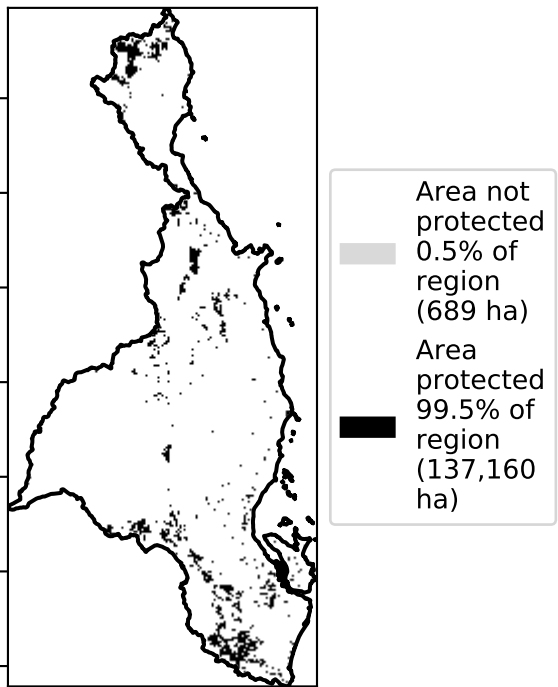 Area not
protected
0.5% of
region
(689 ha)
Area
protected
99.5% of
region
(137,160
ha)